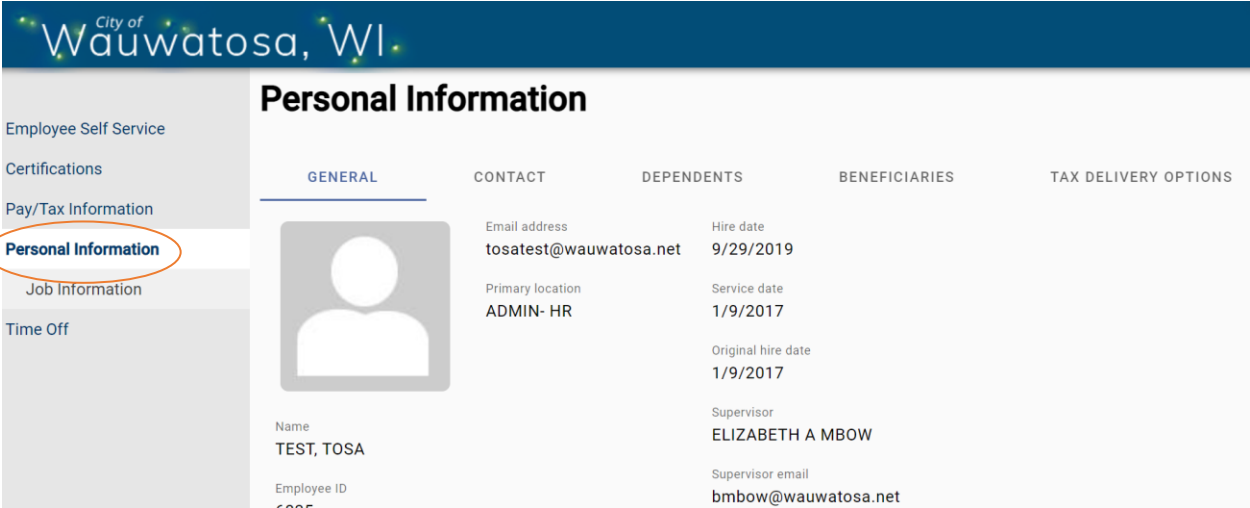 City of
Wauwatosa, WI
Personal Information
Employee Self Service
Certifications
Pay/Tax Information
Personal Information
Job Information
Time Off
GENERAL CONTACT DEPENDENTS BENEFICIARIES TAX DELIVERY OPTIONS
Email address
tosatest@wauwatosa.net
Primary location
ADMIN- HR
Hire date
9/29/2019
Service date
1/9/2017
Original hire date
1/9/2017
Supervisor
ELIZABETH A MBOW
Supervisor email
bmbow@wauwatosa.net
Name
TEST, TOSA
Employee ID